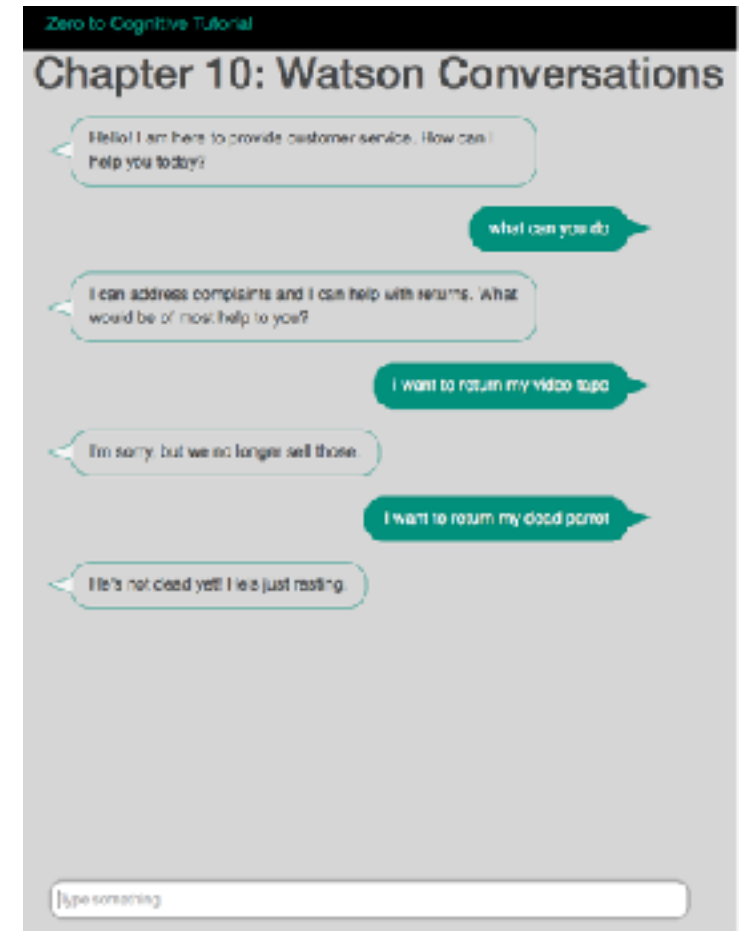 Zero to Cognitive Tutorial
Chapter 10: Watson Conversations
Hello! I am here to provide customer service. How can I
help you today?
what can you do
I can address complaints and I can help with returns. What
would be of most help to you?
i want to return my video tape
I'm sorry, but we no longer sell those.
i want to return my dead parrot
He's not dead yet! He's just resting.
Type something